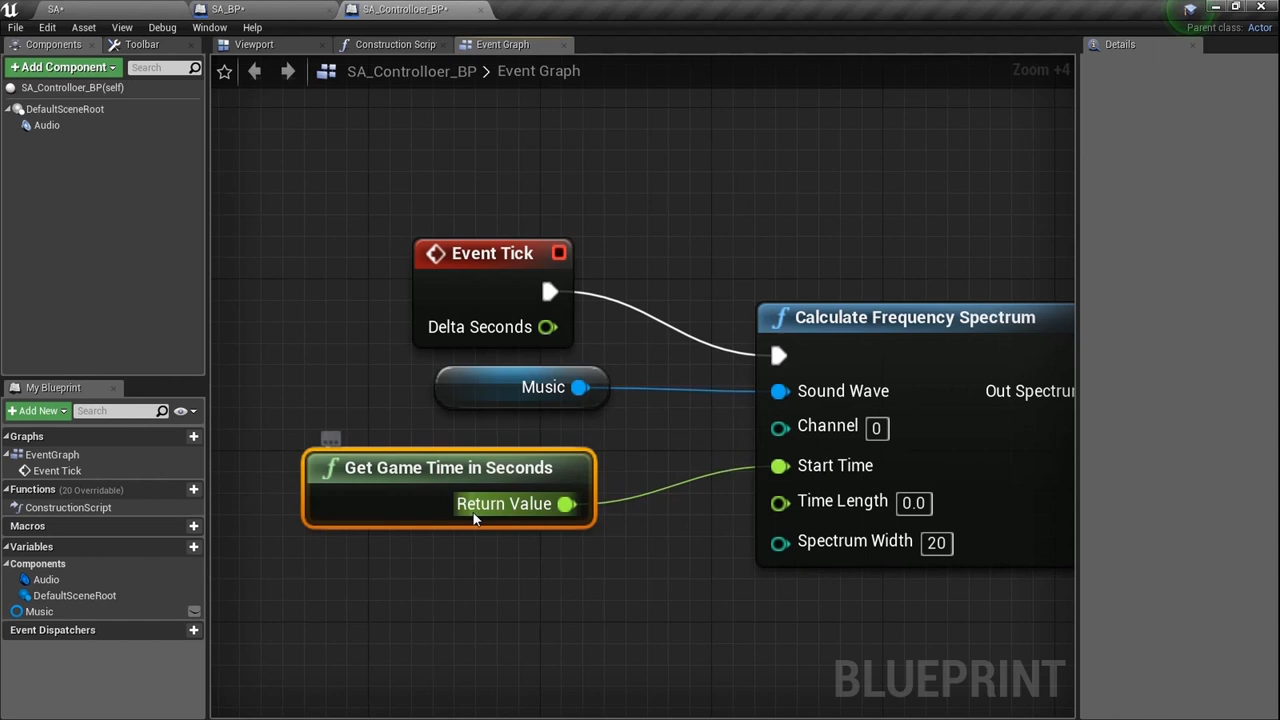 SA*
SA_BP*
SA_Controlloer_BP*
File Edit Asset View Debug Window Help
Parent class: Actor
Components
Toolbar
Viewport
Construction Scrip
Event Graph
Details
+Add Component
Search
SA_Controlloer_BP > Event Graph
Zoom +4
SA_Controlloer_BP(self)
DefaultSceneRoot
Audio
Event Tick
Delta Seconds
Music
Get Game Time in Seconds
Return Value
Calculate Frequency Spectrum
Sound Wave
Out Spectrum
Channel 0
Start Time
Time Length 0.0
Spectrum Width 20
My Blueprint
+Add New
Search
Graphs
EventGraph
Event Tick
Functions (20 Overridable)
ConstructionScript
Macros
Variables
Components
Audio
DefaultSceneRoot
Music
Event Dispatchers
BLUEPRINT